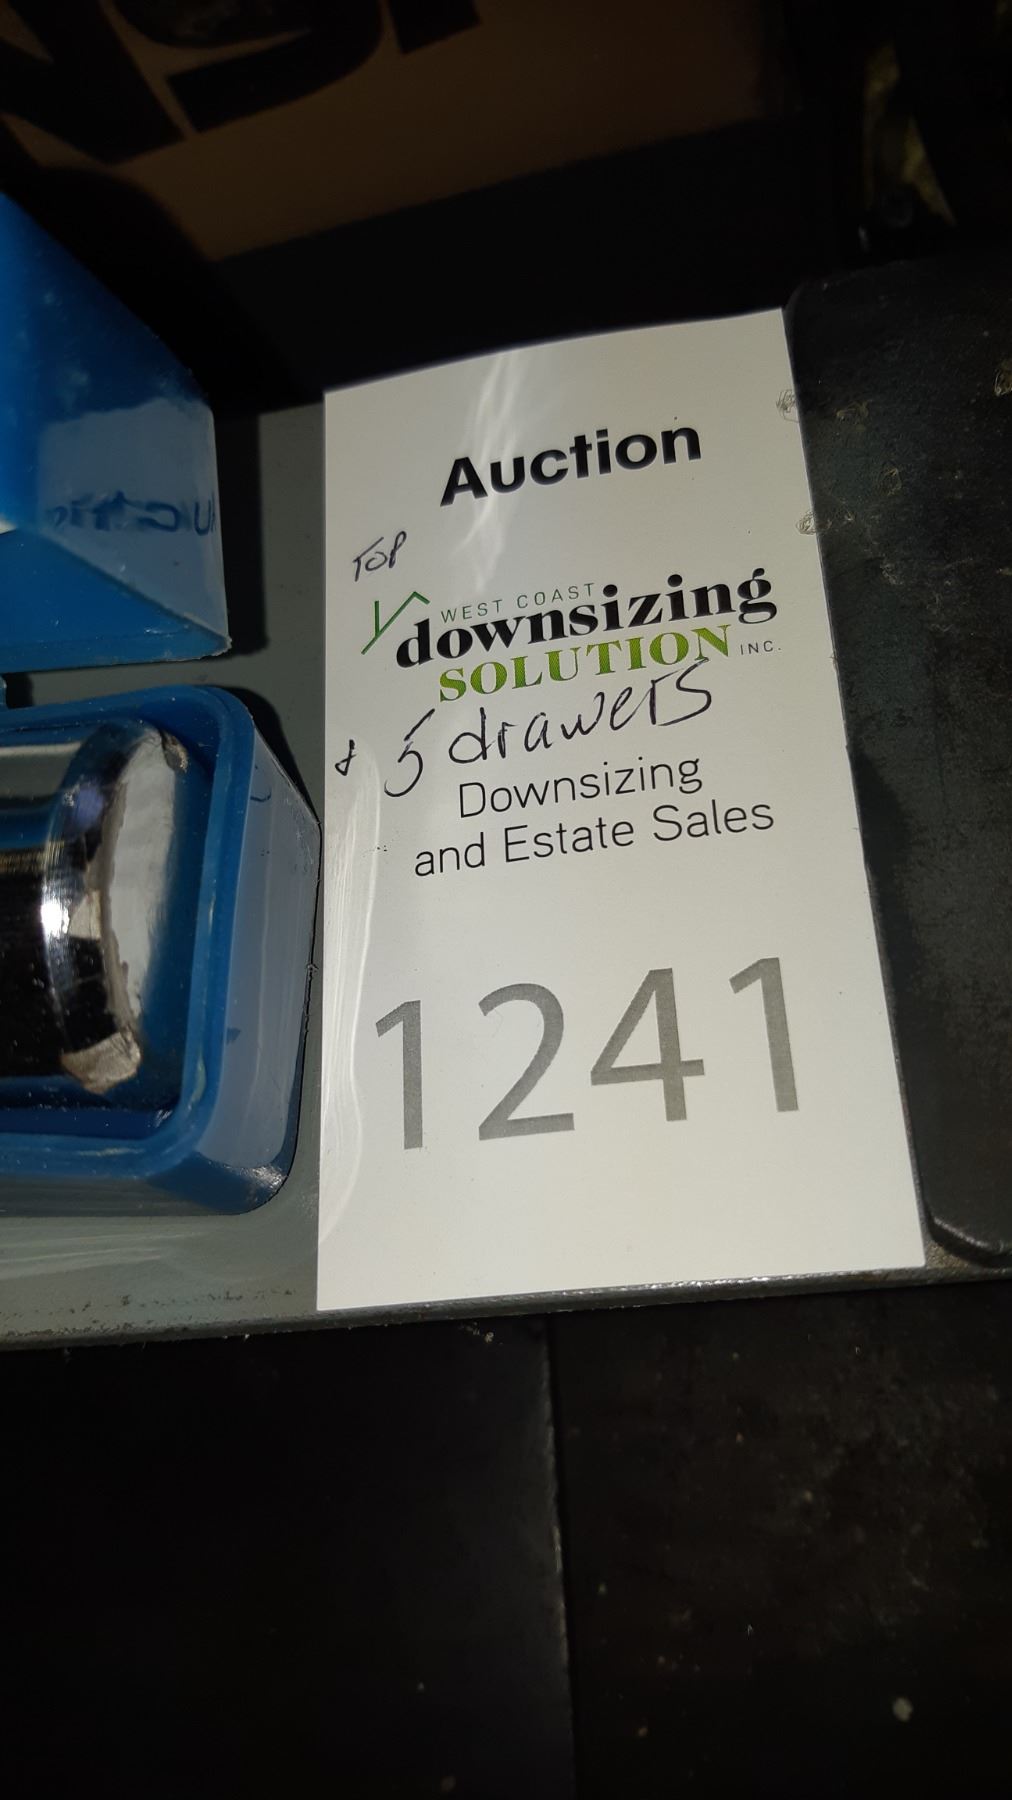 Auction
TOP
WEST COAST
downsizing
SOLUTION INC.
+ 5 drawers
Downsizing
and Estate Sales
1241